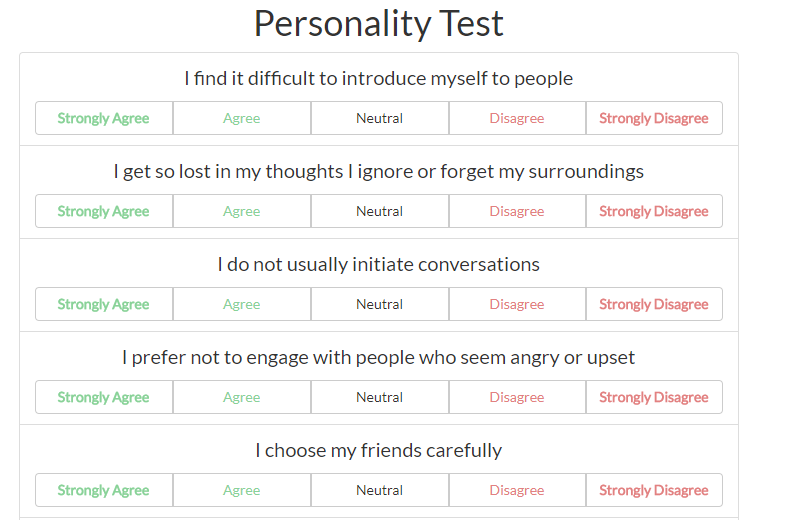 Personality Test
I find it difficult to introduce myself to people
Strongly Agree Agree Neutral Disagree Strongly Disagree
I get so lost in my thoughts I ignore or forget my surroundings
Strongly Agree Agree Neutral Disagree Strongly Disagree
I do not usually initiate conversations
Strongly Agree Agree Neutral Disagree Strongly Disagree
I prefer not to engage with people who seem angry or upset
Strongly Agree Agree Neutral Disagree Strongly Disagree
I choose my friends carefully
Strongly Agree Agree Neutral Disagree Strongly Disagree